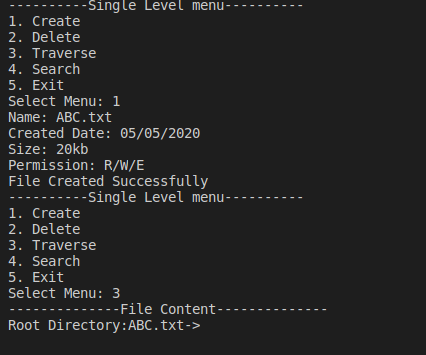 ----------Single Level menu----------
1. Create
2. Delete
3. Traverse
4. Search
5. Exit
Select Menu: 1
Name: ABC.txt
Created Date: 05/05/2020
Size: 20kb
Permission: R/W/E
File Created Successfully
----------Single Level menu----------
1. Create
2. Delete
3. Traverse
4. Search
5. Exit
Select Menu: 3
--------------File Content--------------
Root Directory:ABC.txt->